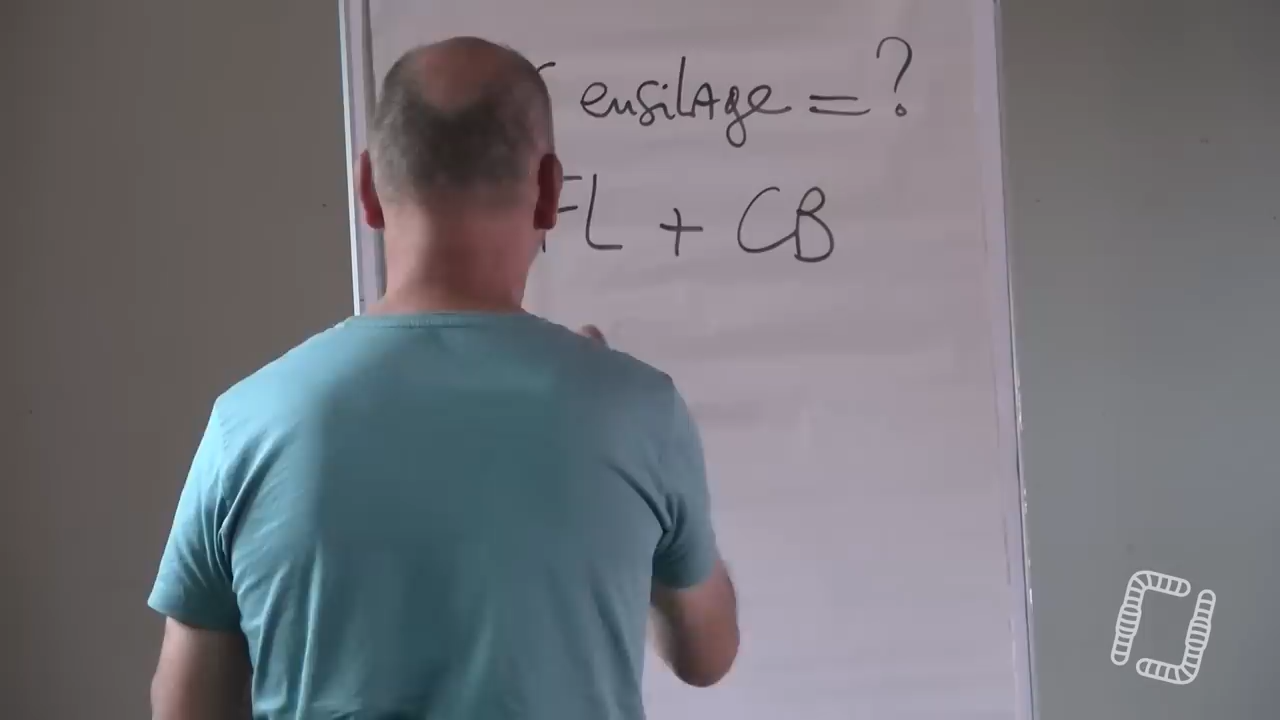 ensilAge = ?
FL + CB